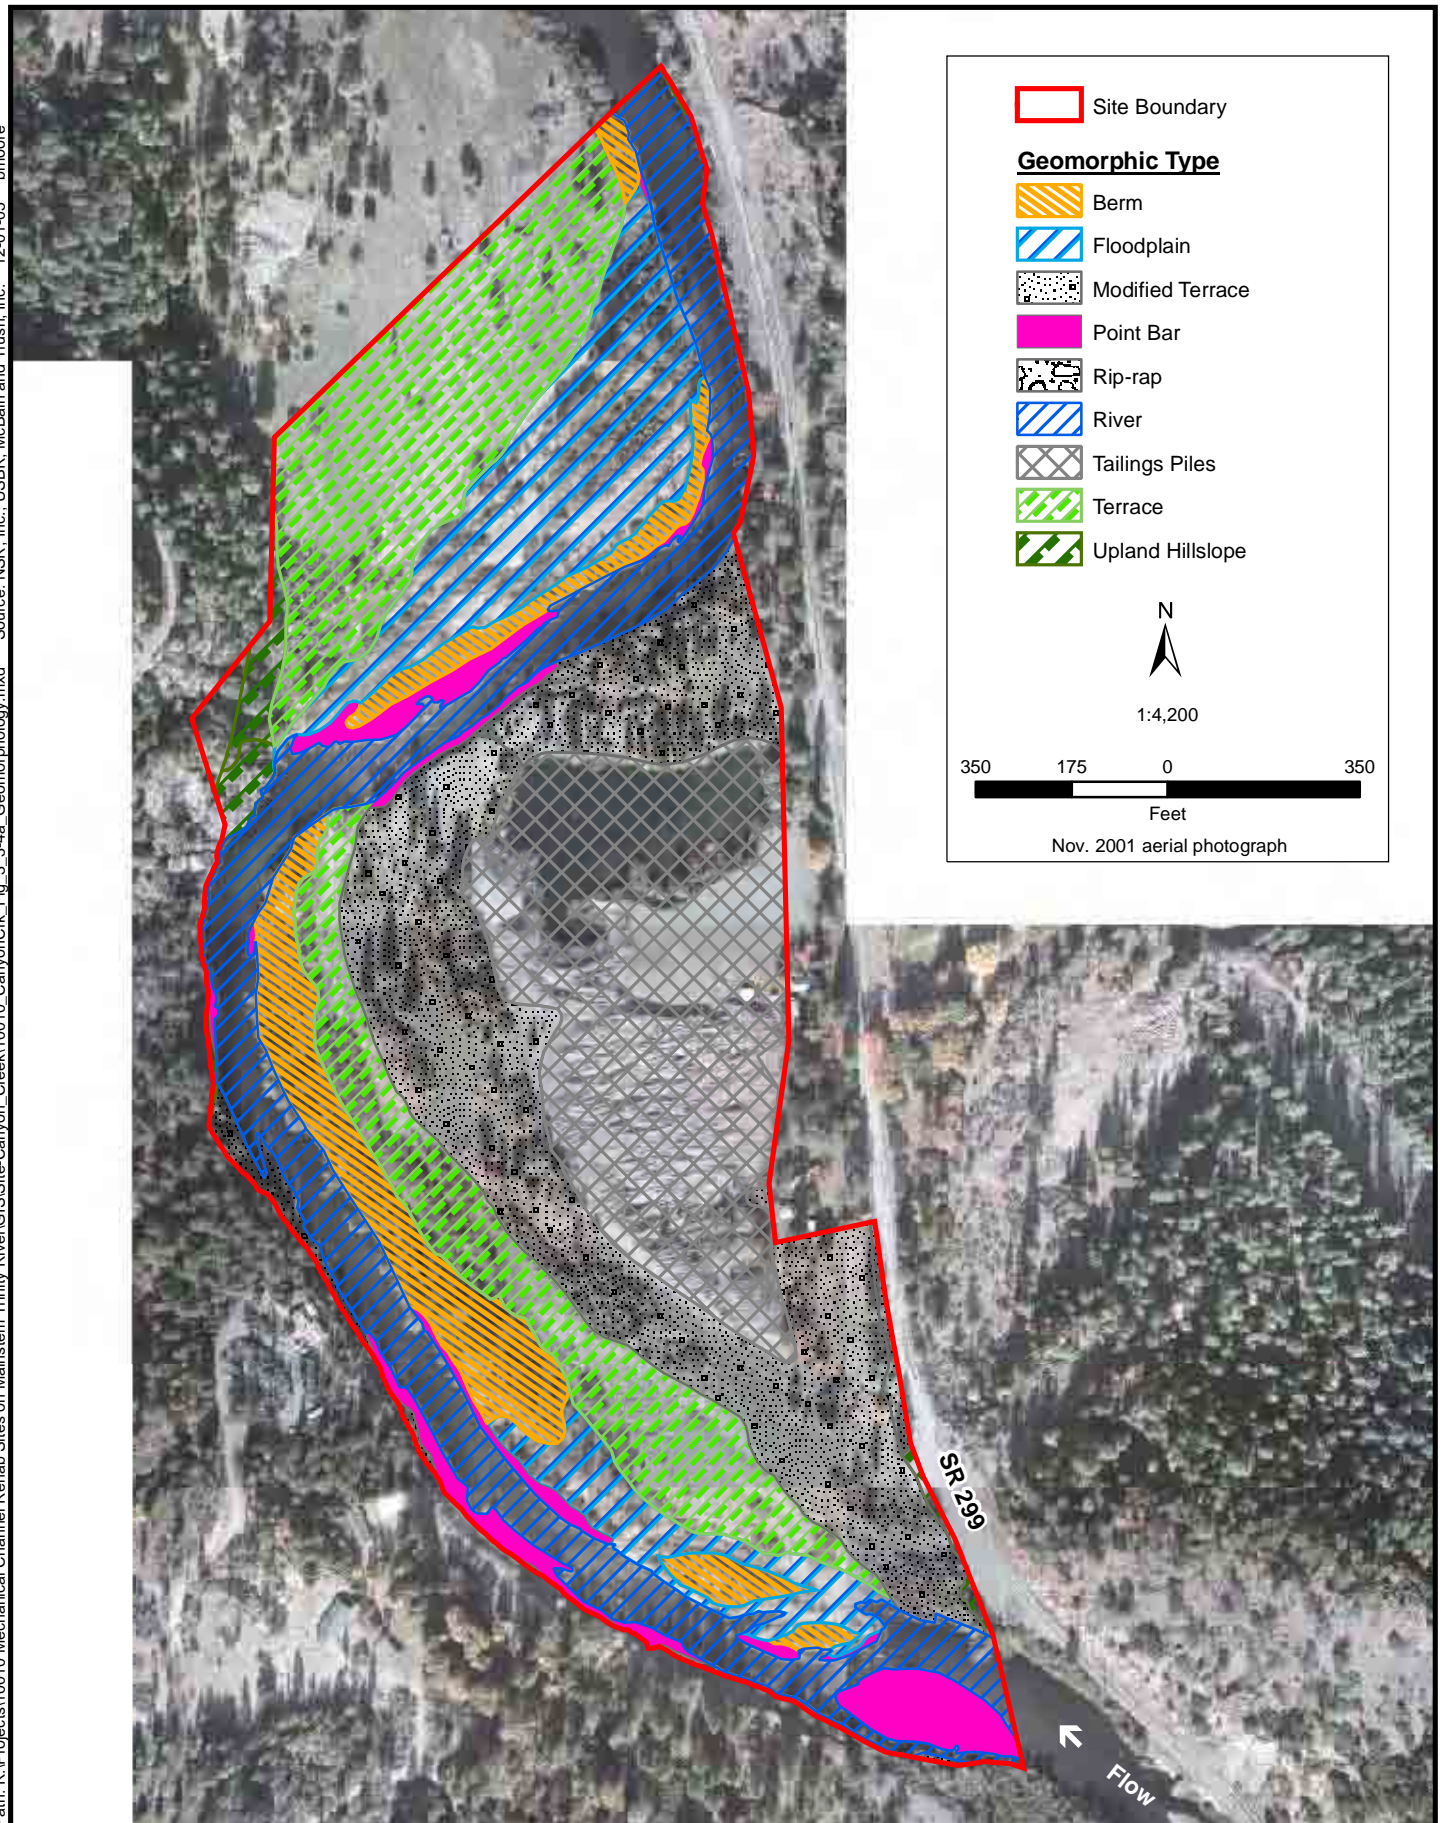 Site Boundary
Geomorphic Type
Berm
Floodplain
Modified Terrace
Point Bar
Rip-rap
River
Tailings Piles
Terrace
Upland Hillslope
N
1:4,200
350 175 0 350
Feet
Nov. 2001 aerial photograph
SR 299
Flow